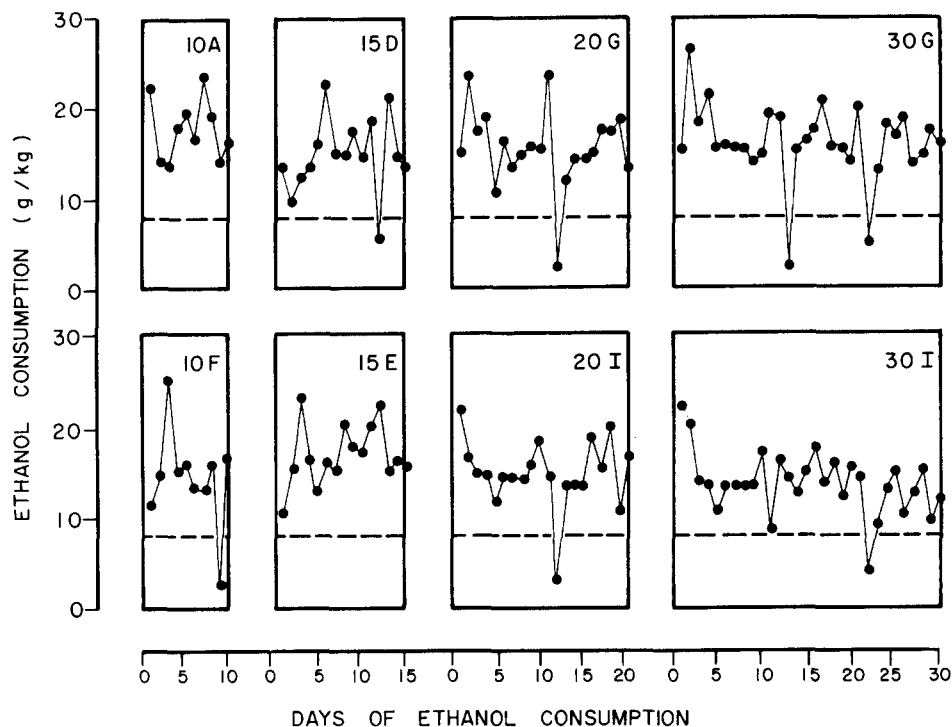 ETHANOL CONSUMPTION (g/kg)
30
20
10
0
10A
15D
20G
30G
30
20
10
0
10F
15E
20I
30I
0 5 10 0 5 10 15 0 5 10 15 20 0 5 10 15 20 25 30
DAYS OF ETHANOL CONSUMPTION